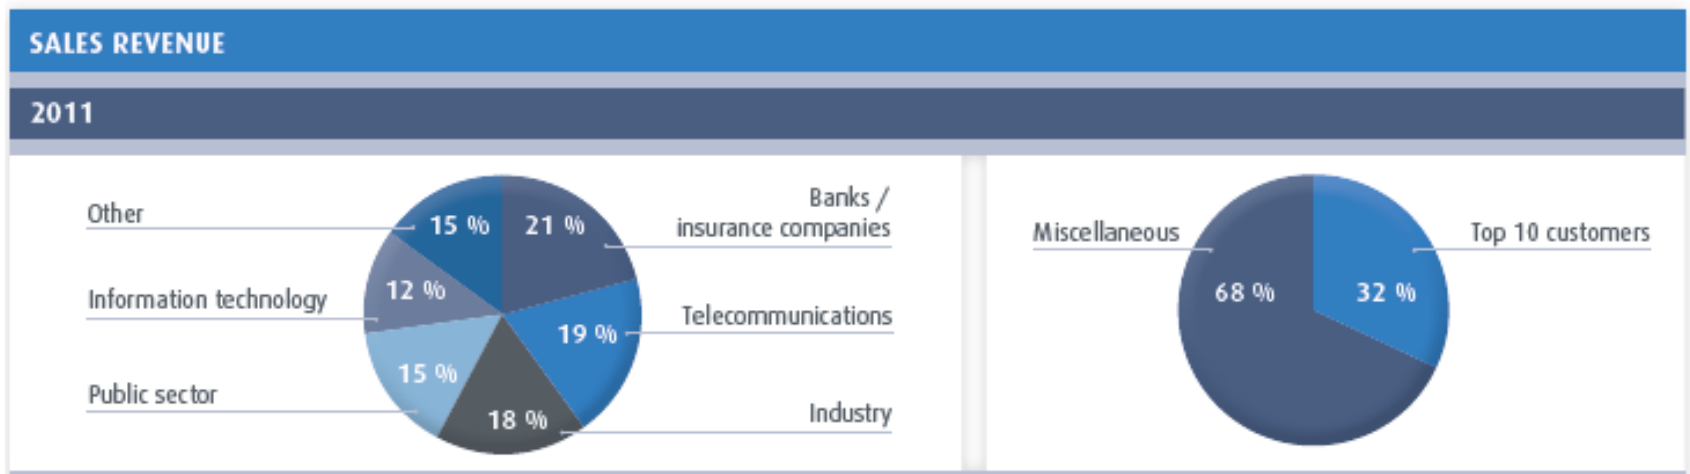 SALES REVENUE
2011
Other
15 %
21 %
Banks /
insurance companies
Information technology
12 %
19 %
Telecommunications
Public sector
15 %
18 %
Industry
Miscellaneous
68 %
32 %
Top 10 customers